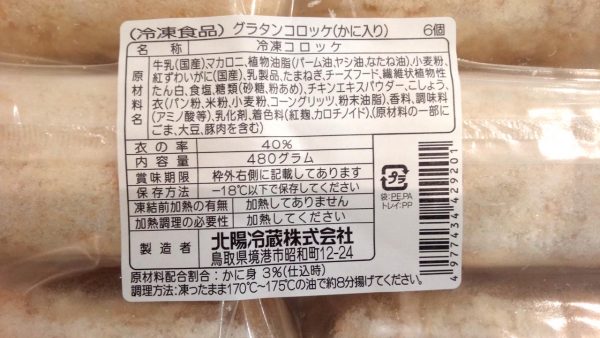 (冷凍食品) グラタンコロッケ(かに入り) 6個
名称 冷凍コロッケ
原材料名
牛乳(国産),マカロニ,植物油脂(パーム油,ヤシ油,なたね油),小麦粉,
紅ずわいがに(国産),乳製品,たまねぎ,チーズフード,繊維状植物性
たん白,食塩,糖類(砂糖,粉あめ),チキンエキスパウダー,こしょう,
衣(パン粉,米粉,小麦粉,コーングリッツ,粉末油脂),香料,調味料
(アミノ酸等),乳化剤,着色料(紅麹,カロチノイド),(原材料の一部に
ごま,大豆,豚肉を含む)
衣の率 40%
内容量 480グラム
賞味期限 枠外右側に記載してあります
保存方法 −18℃以下で保存してください
凍結前加熱の有無 加熱してありません
加熱調理の必要性 加熱してください
製造者 北陽冷蔵株式会社
鳥取県境港市昭和町12-24
原材料配合割合:かに身 3%(仕込時)
調理方法:凍ったまま170℃~175℃の油で約8分揚げてください。
プラ
袋:PE,PA
トレイ:PP
4977434429201